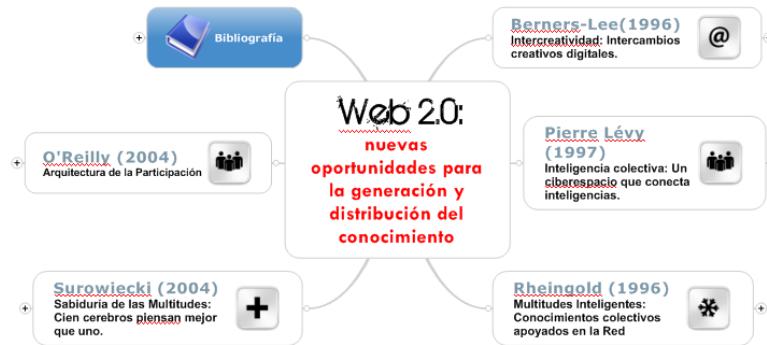 Bibliografía
Berners-Lee(1996)
Intercreatividad: Intercambios
creativos digitales.
@
Web 2.0:
nuevas
oportunidades para
la generación y
distribución del
conocimiento
O'Reilly (2004)
Arquitectura de la Participación
Pierre Lévy
(1997)
Inteligencia colectiva: Un
ciberespacio que conecta
inteligencias.
Surowiecki (2004)
Sabiduría de las Multitudes:
Cien cerebros piensan mejor
que uno.
Rheingold (1996)
Multitudes Inteligentes:
Conocimientos colectivos
apoyados en la Red